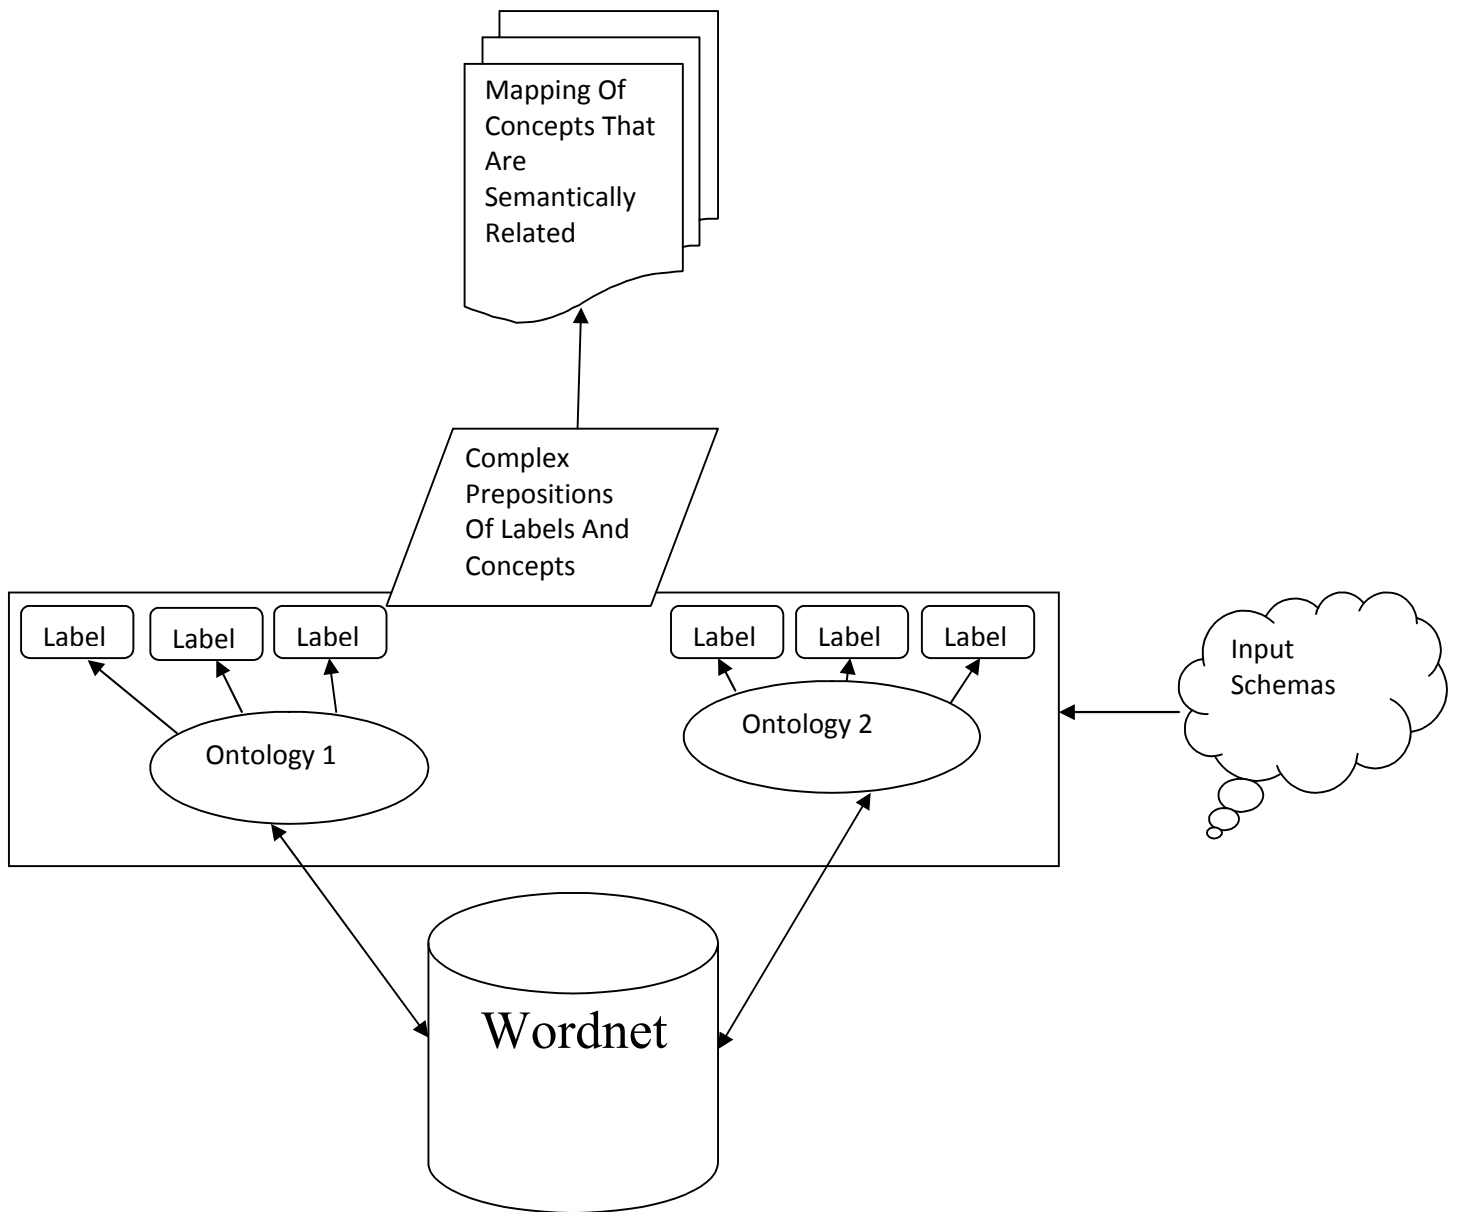 Mapping Of
Concepts That
Are
Semantically
Related
Complex
Prepositions
Of Labels And
Concepts
Label
Label
Label
Label
Label
Label
Input
Schemas
Ontology 1
Ontology 2
Wordnet